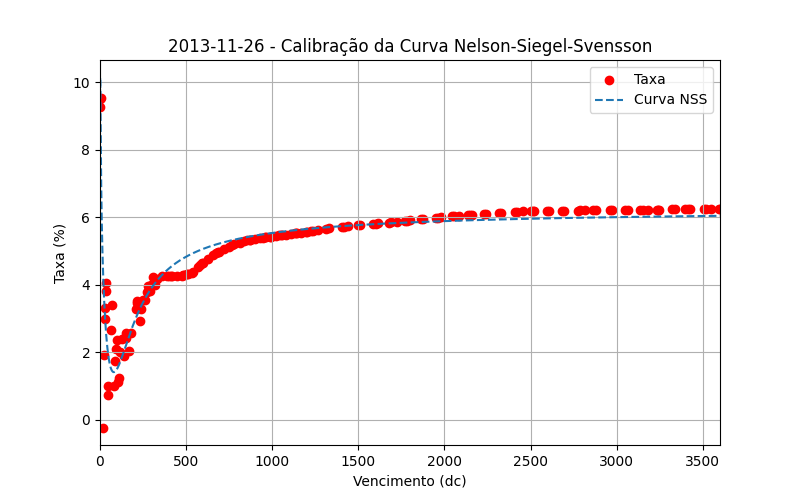 2013-11-26 - Calibração da Curva Nelson-Siegel-Svensson
Taxa
Curva NSS
Taxa (%)
10
8
6
4
2
0
0 500 1000 1500 2000 2500 3000 3500
Vencimento (dc)